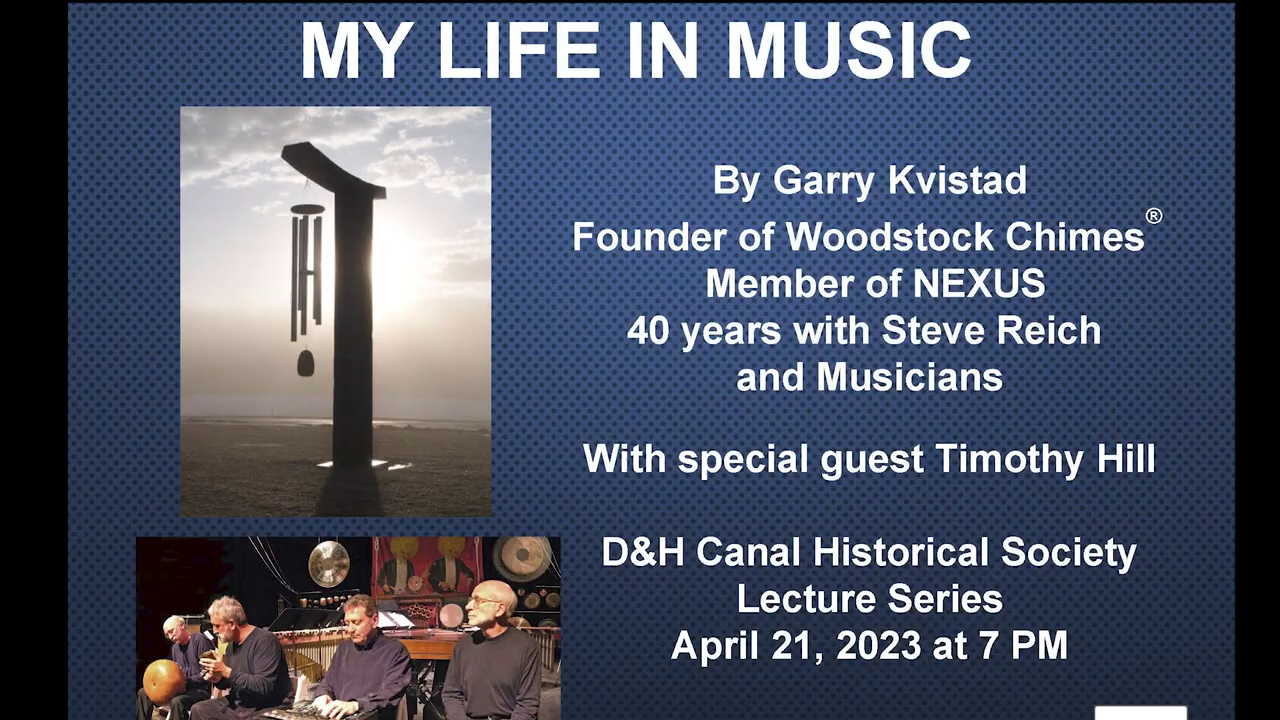 MY LIFE IN MUSIC
By Garry Kvistad
Founder of Woodstock Chimes®
Member of NEXUS
40 years with Steve Reich
and Musicians
With special guest Timothy Hill
D&H Canal Historical Society
Lecture Series
April 21, 2023 at 7 PM